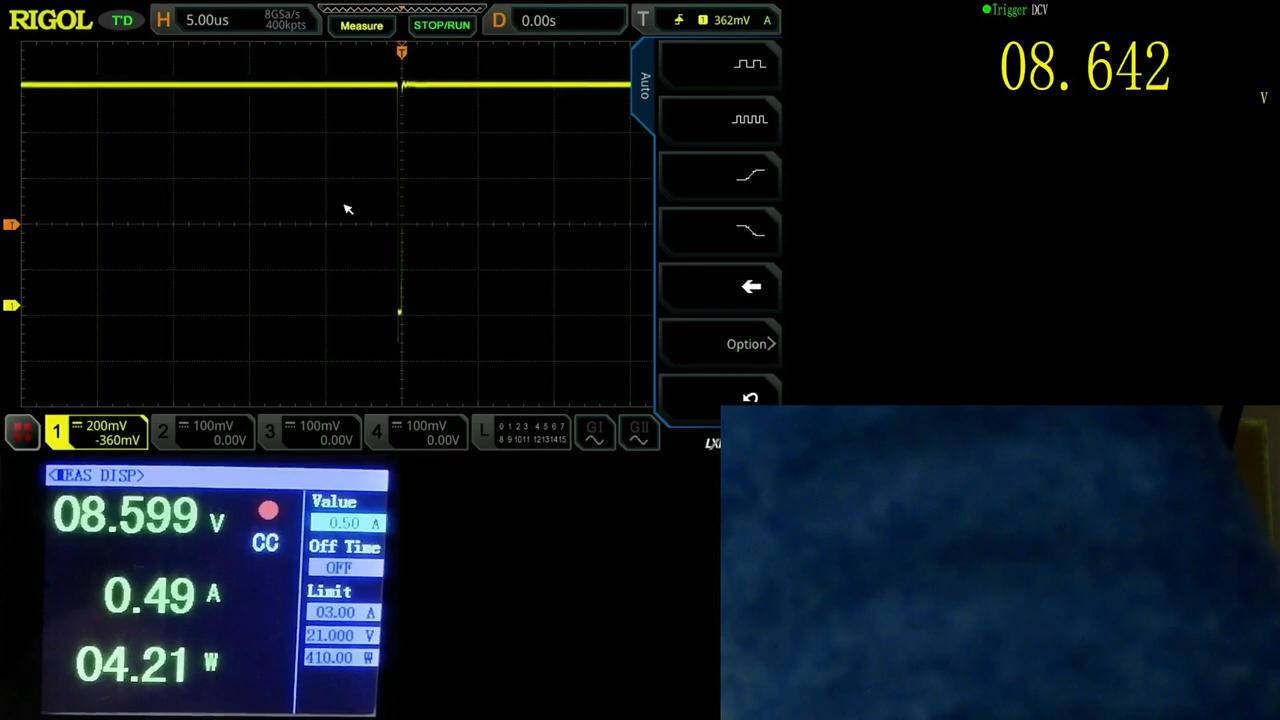 RIGOL T'D H 5.00us 8GSa/s 400kpts Measure STOP/RUN D 0.00s T 1 362mV A
T
Auto
T
1
Option>
1 200mV -360mV 2 100mV 0.00V 3 100mV 0.00V 4 100mV 0.00V L 0 1 2 3 4 5 6 7 8 9 10 11 12 13 14 15 GI GII
LXI
Trigger DCV
08.642
V
<MEAS DISP>
08.599 V
CC
0.49 A
04.21 W
Value
0.50 A
Off Time
OFF
Limit
03.00 A
21.000 V
410.00 W